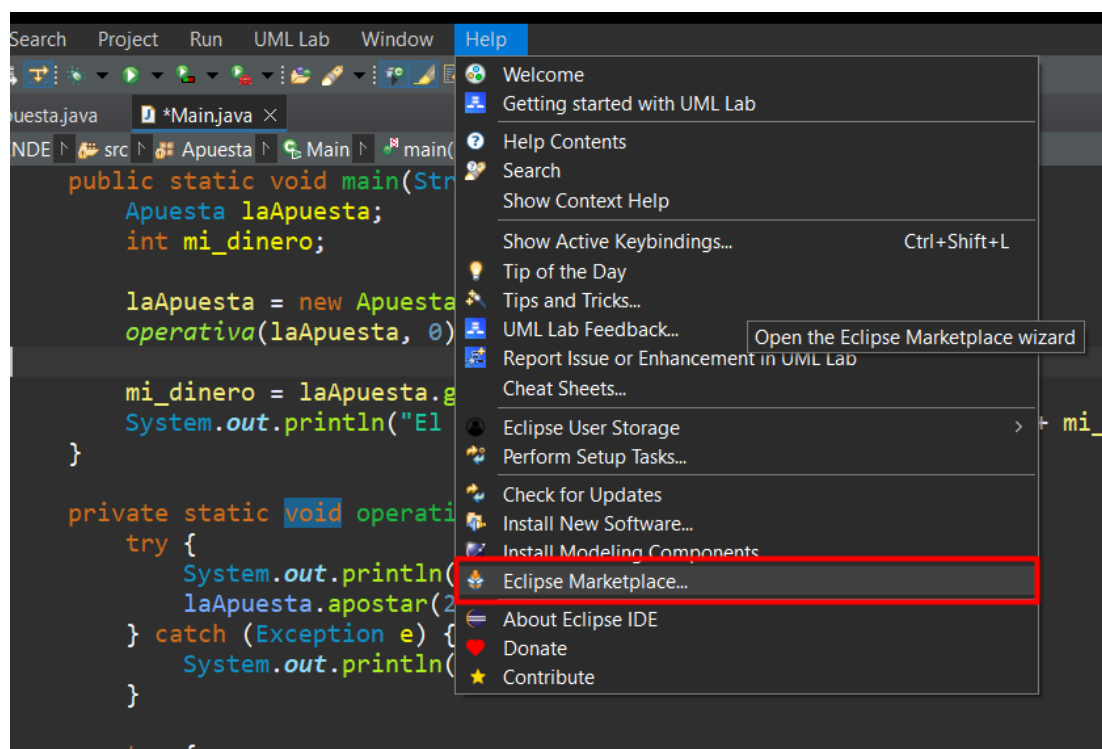 Search Project Run UML Lab Window Help
Apuesta.java *Main.java
src Apuesta Main main(
public static void main(Str
Apuesta laApuesta;
int mi_dinero;
laApuesta = new Apuesta
operativa(laApuesta, 0)
mi_dinero = laApuesta.g
System.out.println("El + mi_
}
private static void operati
try {
System.out.println(
laApuesta.apostar(2
} catch (Exception e) {
System.out.println(
}
Welcome
Getting started with UML Lab
Help Contents
Search
Show Context Help
Show Active Keybindings... Ctrl+Shift+L
Tip of the Day
Tips and Tricks...
UML Lab Feedback...
Open the Eclipse Marketplace wizard
Report Issue or Enhancement in UML Lab
Cheat Sheets...
Eclipse User Storage
Perform Setup Tasks...
Check for Updates
Install New Software...
Install Modeling Components
Eclipse Marketplace...
About Eclipse IDE
Donate
Contribute